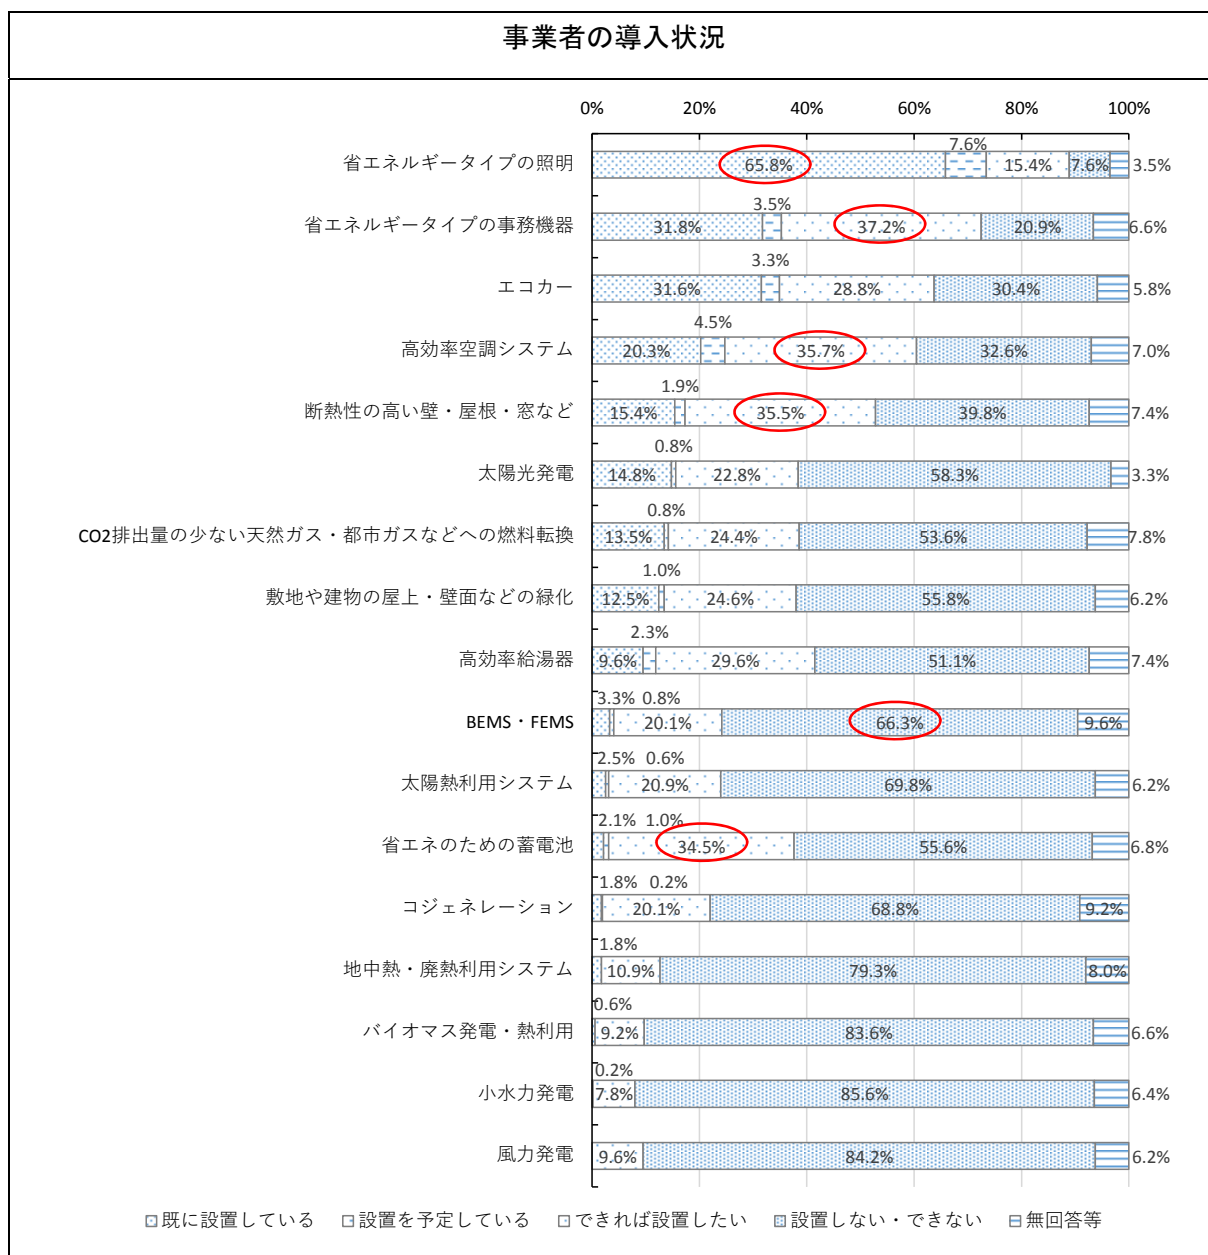 事業者の導入状況
0% 20% 40% 60% 80% 100%
省エネルギータイプの照明 65.8% 7.6% 15.4% 7.6% 3.5%
省エネルギータイプの事務機器 31.8% 3.5% 37.2% 20.9% 6.6%
エコカー 31.6% 3.3% 28.8% 30.4% 5.8%
高効率空調システム 20.3% 4.5% 35.7% 32.6% 7.0%
断熱性の高い壁・屋根・窓など 15.4% 1.9% 35.5% 39.8% 7.4%
太陽光発電 14.8% 0.8% 22.8% 58.3% 3.3%
CO2排出量の少ない天然ガス・都市ガスなどへの燃料転換 13.5% 0.8% 24.4% 53.6% 7.8%
敷地や建物の屋上・壁面などの緑化 12.5% 1.0% 24.6% 55.8% 6.2%
高効率給湯器 9.6% 2.3% 29.6% 51.1% 7.4%
BEMS・FEMS 3.3% 0.8% 20.1% 66.3% 9.6%
太陽熱利用システム 2.5% 0.6% 20.9% 69.8% 6.2%
省エネのための蓄電池 2.1% 1.0% 34.5% 55.6% 6.8%
コジェネレーション 1.8% 0.2% 20.1% 68.8% 9.2%
地中熱・廃熱利用システム 1.8% 10.9% 79.3% 8.0%
バイオマス発電・熱利用 0.6% 9.2% 83.6% 6.6%
小水力発電 0.2% 7.8% 85.6% 6.4%
風力発電 9.6% 84.2% 6.2%
既に設置している 設置を予定している できれば設置したい 設置しない・できない 無回答等